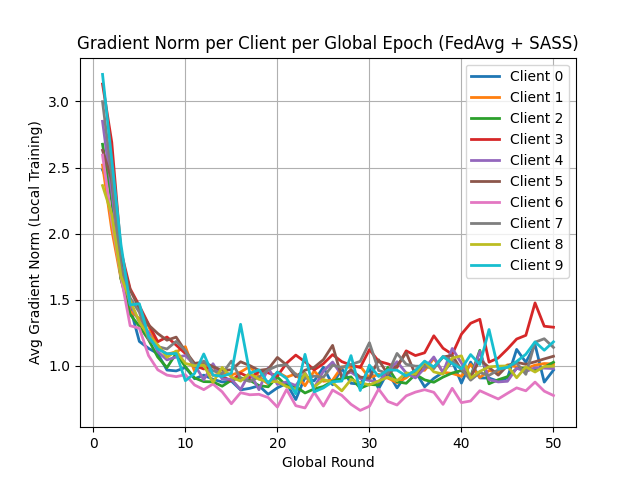 Gradient Norm per Client per Global Epoch (FedAvg + SASS)
Avg Gradient Norm (Local Training)
3.0
2.5
2.0
1.5
1.0
Client 0
Client 1
Client 2
Client 3
Client 4
Client 5
Client 6
Client 7
Client 8
Client 9
0 10 20 30 40 50
Global Round